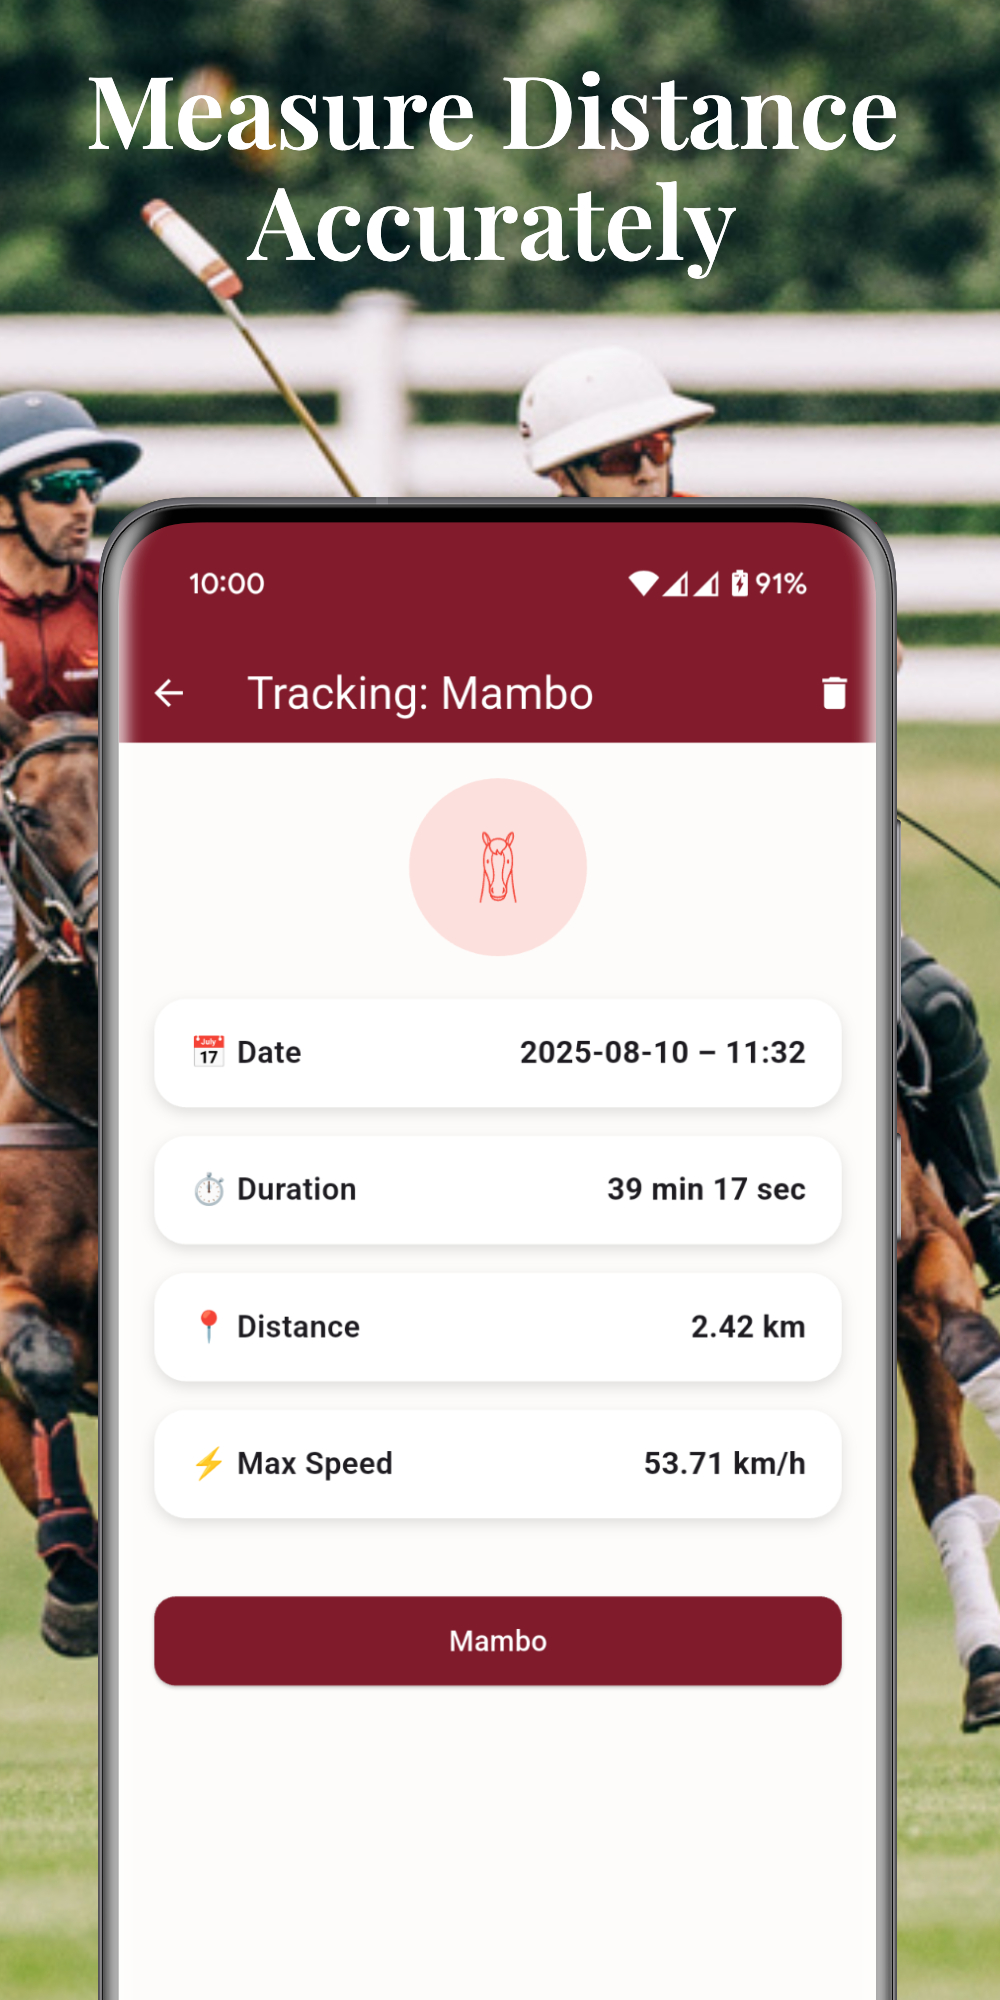 Measure Distance
Accurately
10:00 91%
Tracking: Mambo
July
17
Date 2025-08-10 – 11:32
Duration 39 min 17 sec
Distance 2.42 km
Max Speed 53.71 km/h
Mambo